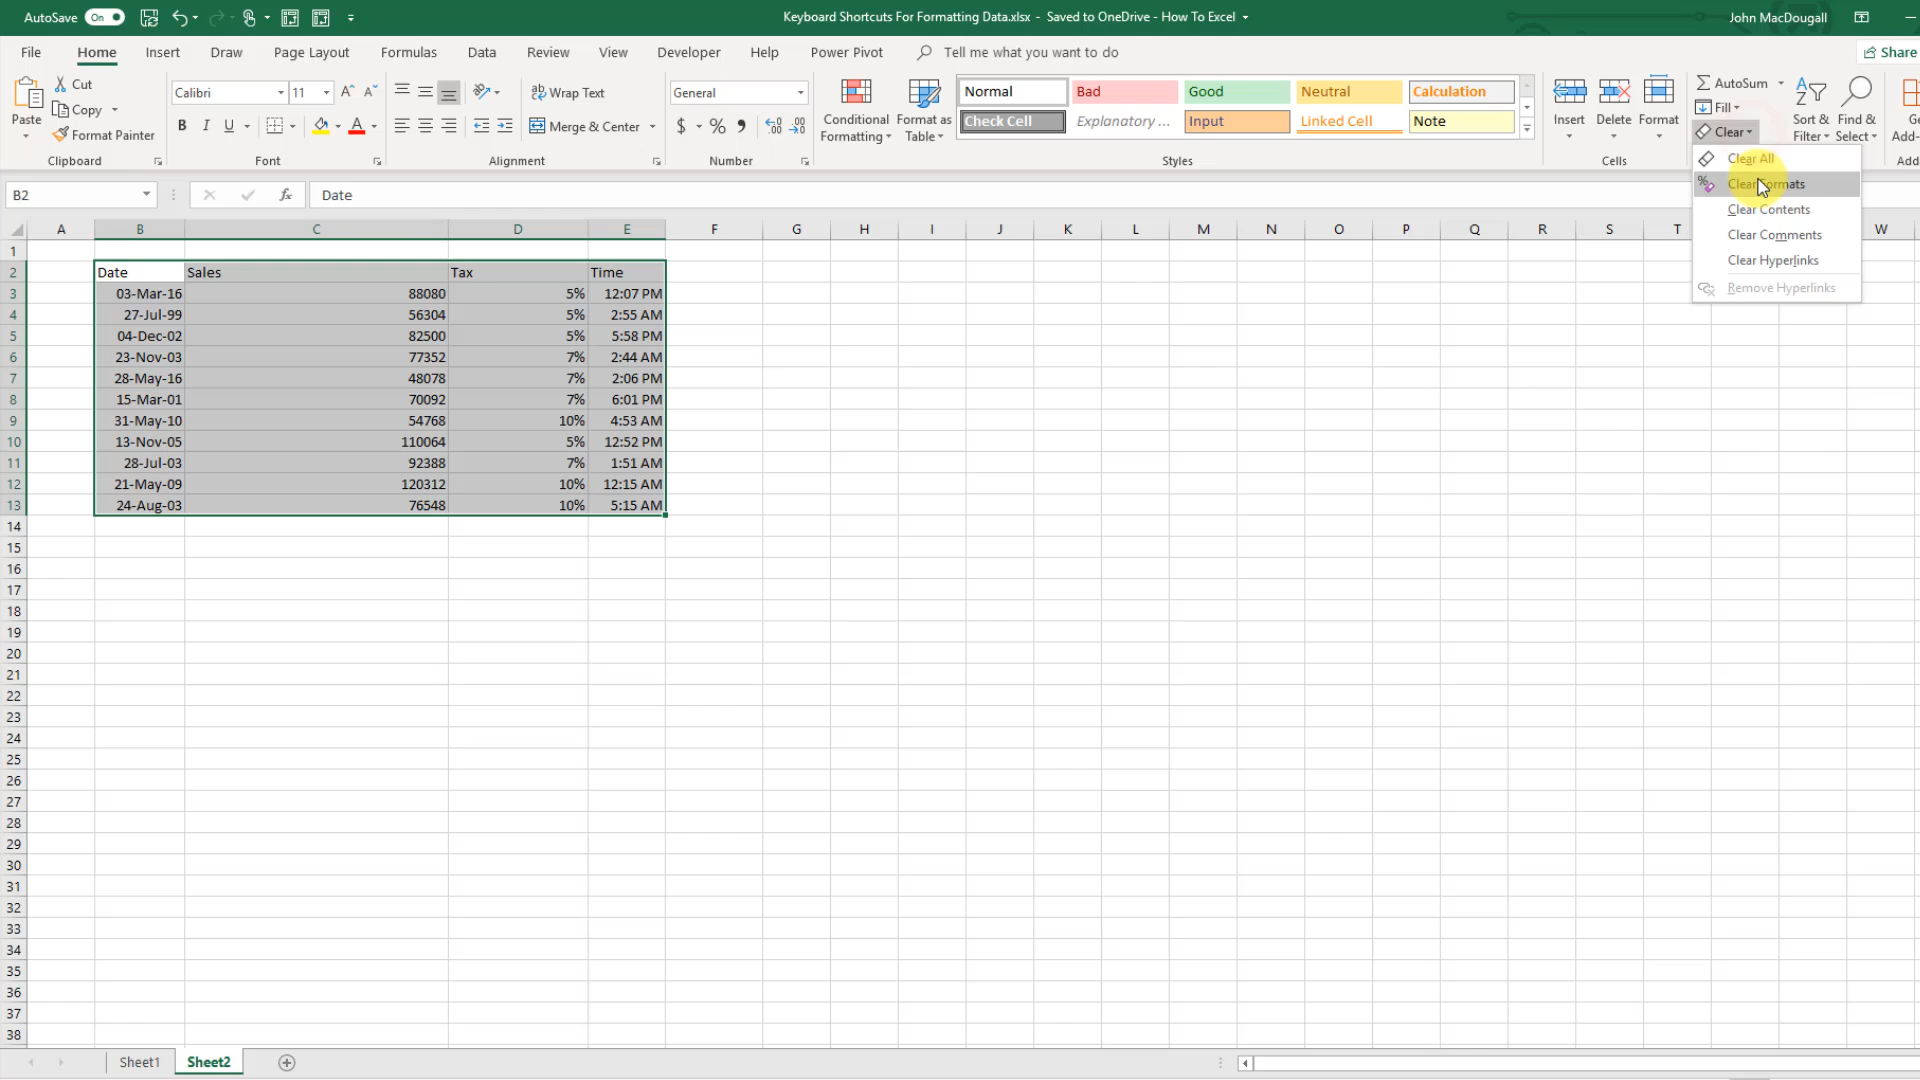 AutoSave On
Keyboard Shortcuts For Formatting Data.xlsx - Saved to OneDrive - How To Excel
John MacDougall
File Home Insert Draw Page Layout Formulas Data Review View Developer Help Power Pivot Tell me what you want to do
Share
Paste
Cut
Copy
Format Painter
Clipboard
Calibri 11
B I U
Font
Wrap Text
Merge & Center
Alignment
General
$ % ,
Number
Conditional Formatting
Format as Table
Normal Bad Good Neutral Calculation
Check Cell Explanatory ... Input Linked Cell Note
Styles
Insert Delete Format
Cells
AutoSum
Fill
Clear
Sort & Filter
Find & Select
Ge
Add-
Addi
Clear All
Clear Formats
Clear Contents
Clear Comments
Clear Hyperlinks
Remove Hyperlinks
B2 fx Date
A B C D E F G H I J K L M N O P Q R S T W
1
2 Date Sales Tax Time
3 03-Mar-16 88080 5% 12:07 PM
4 27-Jul-99 56304 5% 2:55 AM
5 04-Dec-02 82500 5% 5:58 PM
6 23-Nov-03 77352 7% 2:44 AM
7 28-May-16 48078 7% 2:06 PM
8 15-Mar-01 70092 7% 6:01 PM
9 31-May-10 54768 10% 4:53 AM
10 13-Nov-05 110064 5% 12:52 PM
11 28-Jul-03 92388 7% 1:51 AM
12 21-May-09 120312 10% 12:15 AM
13 24-Aug-03 76548 10% 5:15 AM
14
15
16
17
18
19
20
21
22
23
24
25
26
27
28
29
30
31
32
33
34
35
36
37
38
Sheet1 Sheet2